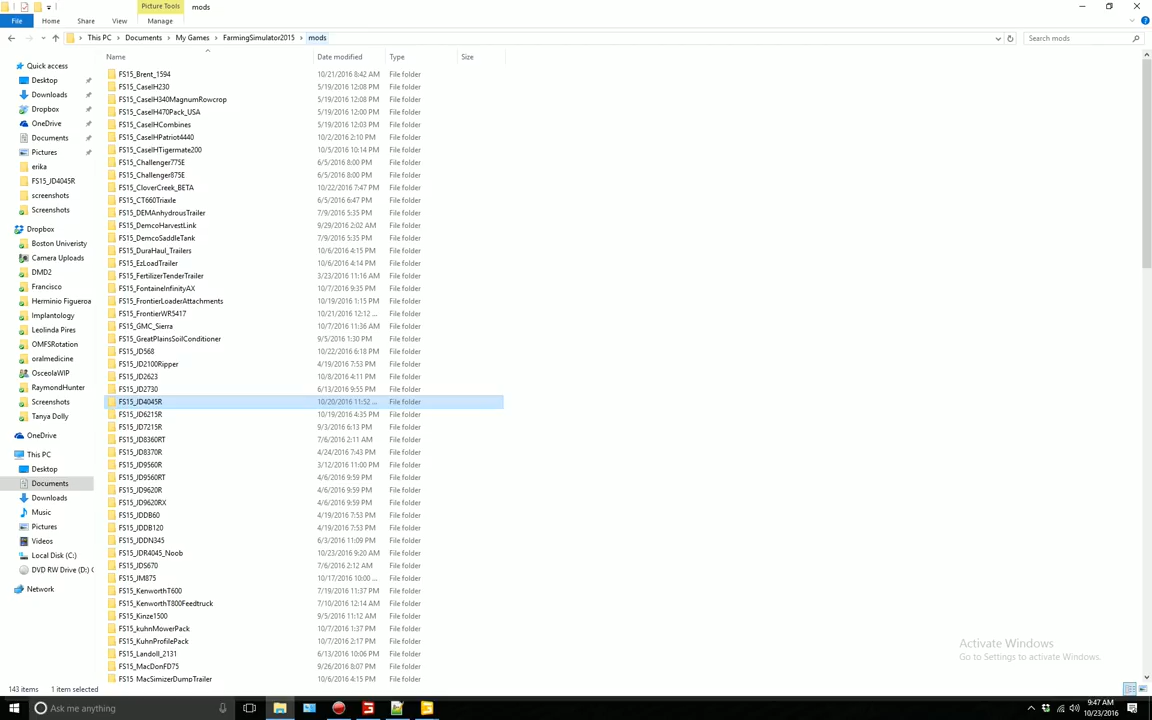 Picture Tools
mods
File
Home
Share
View
Manage
This PC
Documents
My Games
FarmingSimulator2015
mods
Search mods
Name
Date modified
Type
Size
Quick access
Desktop
Downloads
Dropbox
OneDrive
Documents
Pictures
erika
FS15_JD4045R
screenshots
Screenshots
Dropbox
Boston Univeristy
Camera Uploads
DMD2
Francisco
Herminio Figueroa
Implantology
Leolinda Pires
OMFSRotation
oralmedicine
OsceolaWIP
RaymondHunter
Screenshots
Tanya Dolly
OneDrive
This PC
Desktop
Documents
Downloads
Music
Pictures
Videos
Local Disk (C:)
DVD RW Drive (D:) (
Network
FS15_Brent_1594 10/21/2016 8:42 AM File folder
FS15_CaseIH230 5/19/2016 12:08 PM File folder
FS15_CaseIH340MagnumRowcrop 5/19/2016 12:08 PM File folder
FS15_CaseIH470Pack_USA 5/19/2016 12:00 PM File folder
FS15_CaseIHCombines 5/19/2016 12:03 PM File folder
FS15_CaseIHPatriot4440 10/2/2016 2:10 PM File folder
FS15_CaseIHTigermate200 10/5/2016 10:14 PM File folder
FS15_Challenger775E 6/5/2016 8:00 PM File folder
FS15_Challenger875E 6/5/2016 8:00 PM File folder
FS15_CloverCreek_BETA 10/22/2016 7:47 PM File folder
FS15_CT660Triaxle 6/5/2016 6:47 PM File folder
FS15_DEMAnhydrousTrailer 7/9/2016 5:35 PM File folder
FS15_DemcoHarvestLink 9/29/2016 2:02 AM File folder
FS15_DemcoSaddleTank 7/9/2016 5:35 PM File folder
FS15_DuraHaul_Trailers 10/6/2016 4:15 PM File folder
FS15_EzLoadTrailer 10/6/2016 4:14 PM File folder
FS15_FertilizerTenderTrailer 3/23/2016 11:16 AM File folder
FS15_FontaineInfinityAX 10/7/2016 9:35 PM File folder
FS15_FrontierLoaderAttachments 10/19/2016 1:15 PM File folder
FS15_FrontierWR5417 10/21/2016 12:12 ... File folder
FS15_GMC_Sierra 10/7/2016 11:36 AM File folder
FS15_GreatPlainsSoilConditioner 9/5/2016 1:30 PM File folder
FS15_JD568 10/22/2016 6:18 PM File folder
FS15_JD2100Ripper 4/19/2016 7:53 PM File folder
FS15_JD2623 10/8/2016 4:11 PM File folder
FS15_JD2730 6/13/2016 9:55 PM File folder
FS15_JD4045R 10/20/2016 11:52 ... File folder
FS15_JD6215R 10/19/2016 4:35 PM File folder
FS15_JD7215R 9/3/2016 6:13 PM File folder
FS15_JD8360RT 7/6/2016 2:11 AM File folder
FS15_JD8370R 4/24/2016 7:43 PM File folder
FS15_JD9560R 3/12/2016 11:00 PM File folder
FS15_JD9560RT 4/6/2016 9:59 PM File folder
FS15_JD9620R 4/6/2016 9:59 PM File folder
FS15_JD9620RX 4/6/2016 9:59 PM File folder
FS15_JDDB60 4/19/2016 7:53 PM File folder
FS15_JDDB120 4/19/2016 7:53 PM File folder
FS15_JDDN345 6/3/2016 11:09 PM File folder
FS15_JDR4045_Noob 10/23/2016 9:20 AM File folder
FS15_JDS670 7/6/2016 2:12 AM File folder
FS15_JM875 10/17/2016 10:00 ... File folder
FS15_KenworthT600 7/19/2016 11:37 PM File folder
FS15_KenworthT800Feedtruck 7/10/2016 12:14 AM File folder
FS15_Kinze1500 9/5/2016 11:12 AM File folder
FS15_kuhnMowerPack 10/7/2016 1:37 PM File folder
FS15_KuhnProfilePack 10/7/2016 2:17 PM File folder
FS15_Landoll_2131 6/13/2016 10:06 PM File folder
FS15_MacDonFD75 9/26/2016 8:07 PM File folder
FS15_MacSimizerDumpTrailer 10/6/2016 4:15 PM File folder
Activate Windows
Go to Settings to activate Windows.
143 items 1 item selected
Ask me anything
9:47 AM
10/23/2016